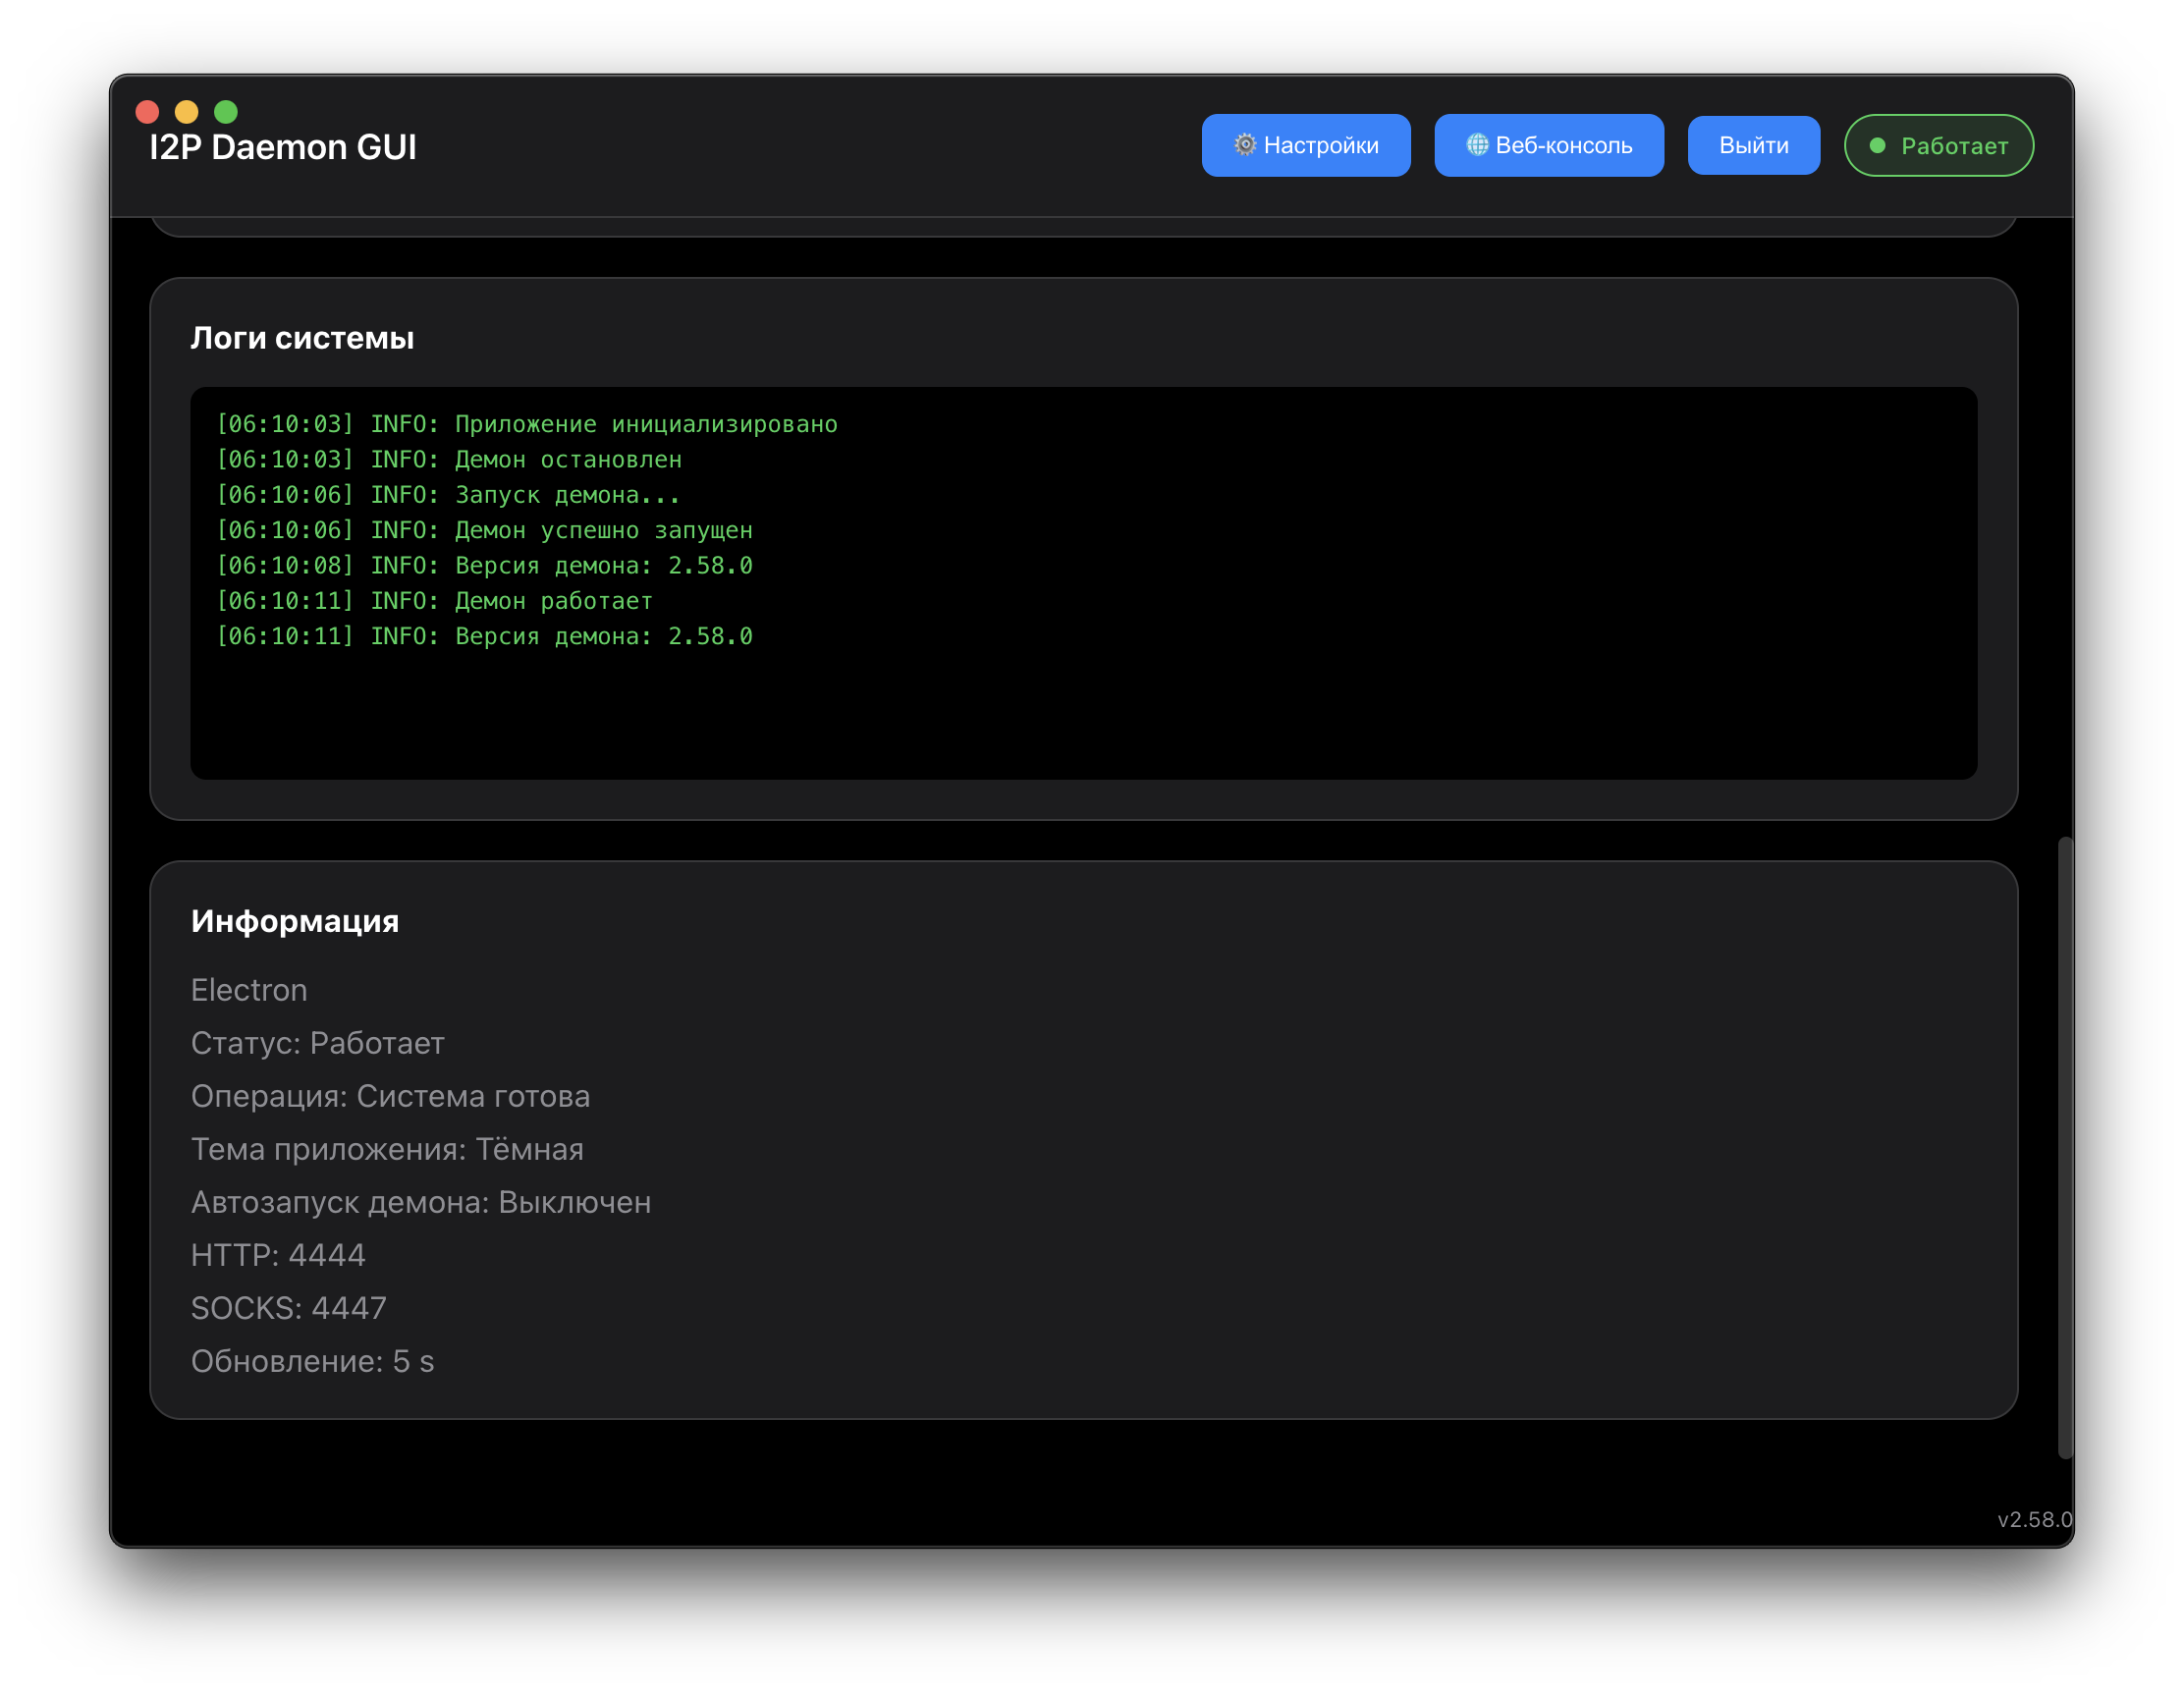 I2P Daemon GUI
⚙️ Настройки
🌐 Веб-консоль
Выйти
Работает
Логи системы
[06:10:03] INFO: Приложение инициализировано
[06:10:03] INFO: Демон остановлен
[06:10:06] INFO: Запуск демона...
[06:10:06] INFO: Демон успешно запущен
[06:10:08] INFO: Версия демона: 2.58.0
[06:10:11] INFO: Демон работает
[06:10:11] INFO: Версия демона: 2.58.0
Информация
Electron
Статус: Работает
Операция: Система готова
Тема приложения: Тёмная
Автозапуск демона: Выключен
HTTP: 4444
SOCKS: 4447
Обновление: 5 s
v2.58.0